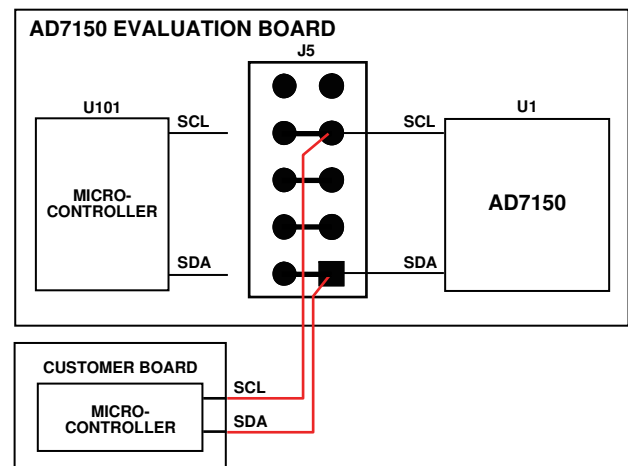 AD7150 EVALUATION BOARD
J5
U101
SCL
SCL
U1
MICRO-
CONTROLLER
AD7150
SDA
SDA
CUSTOMER BOARD
MICRO-
CONTROLLER
SCL
SDA